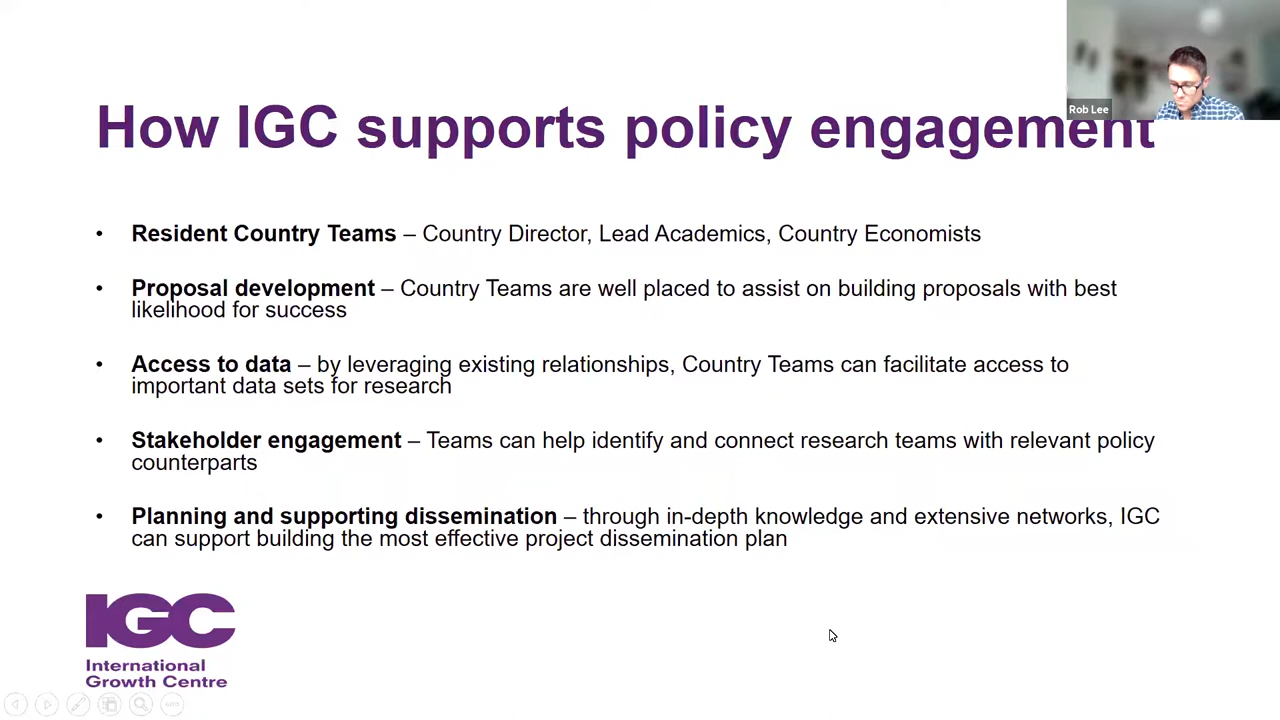 Rob Lee
How IGC supports policy engagement
• Resident Country Teams – Country Director, Lead Academics, Country Economists
• Proposal development – Country Teams are well placed to assist on building proposals with best
likelihood for success
• Access to data – by leveraging existing relationships, Country Teams can facilitate access to
important data sets for research
• Stakeholder engagement – Teams can help identify and connect research teams with relevant policy
counterparts
• Planning and supporting dissemination – through in-depth knowledge and extensive networks, IGC
can support building the most effective project dissemination plan
IGC
International
Growth Centre